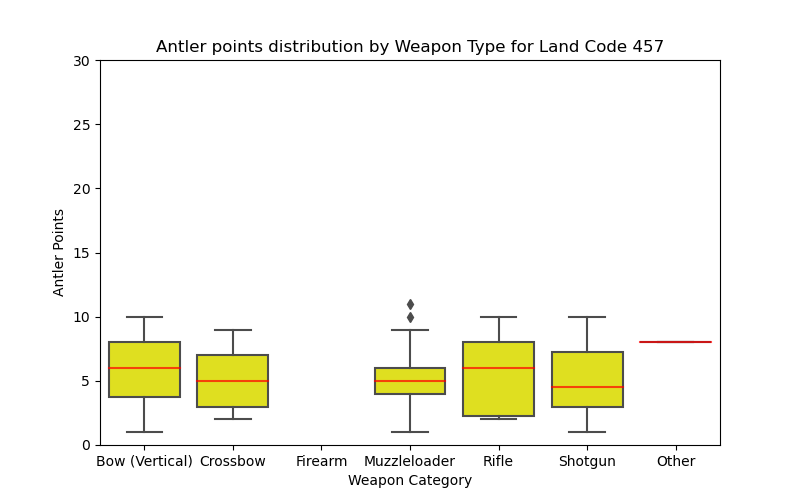 Antler points distribution by Weapon Type for Land Code 457
30
25
20
15
10
5
0
Antler Points
Bow (Vertical) Crossbow Firearm Muzzleloader Rifle Shotgun Other
Weapon Category